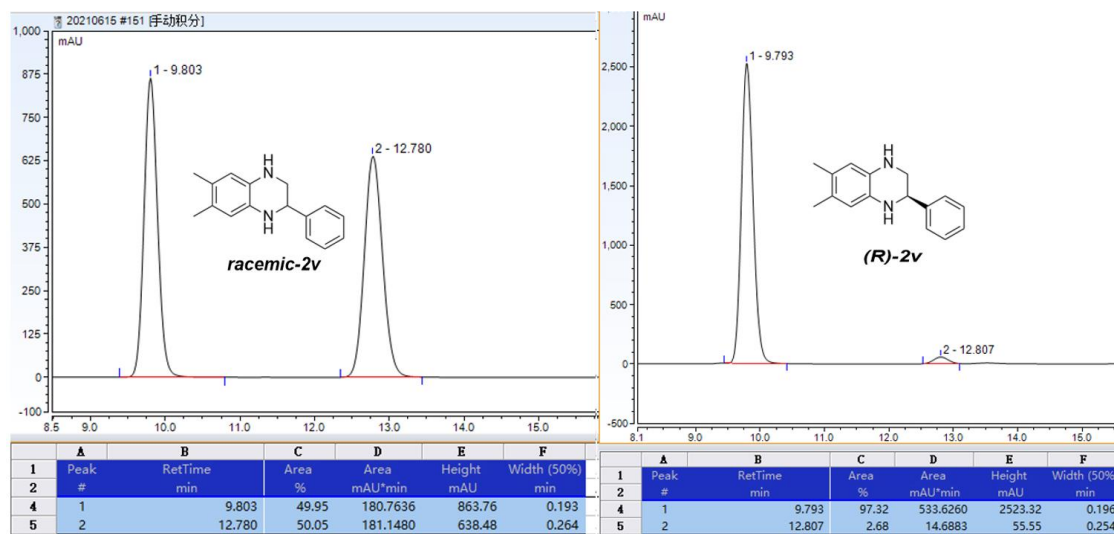 20210615 #151 [手动积分]
1,000
mAU
875
750
625
500
375
250
125
0
-100
8.5 9.0 10.0 11.0 12.0 13.0 14.0 15.0
1 - 9.803
2 - 12.780
H
N
N
H
racemic-2v
A B C D E F
1 Peak RetTime Area Area Height Width (50%)
2 # min % mAU*min mAU min
4 1 9.803 49.95 180.7636 863.76 0.193
5 2 12.780 50.05 181.1480 638.48 0.264
mAU
2,500
2,000
1,500
1,000
500
0
-500
8.1 9.0 10.0 11.0 12.0 13.0 14.0 15.0
1 - 9.793
2 - 12.807
H
N
N
H
(R)-2v
A B C D E F
1 Peak RetTime Area Area Height Width (50%
2 # min % mAU*min mAU min
4 1 9.793 97.32 533.6260 2523.32 0.196
5 2 12.807 2.68 14.6883 55.55 0.254